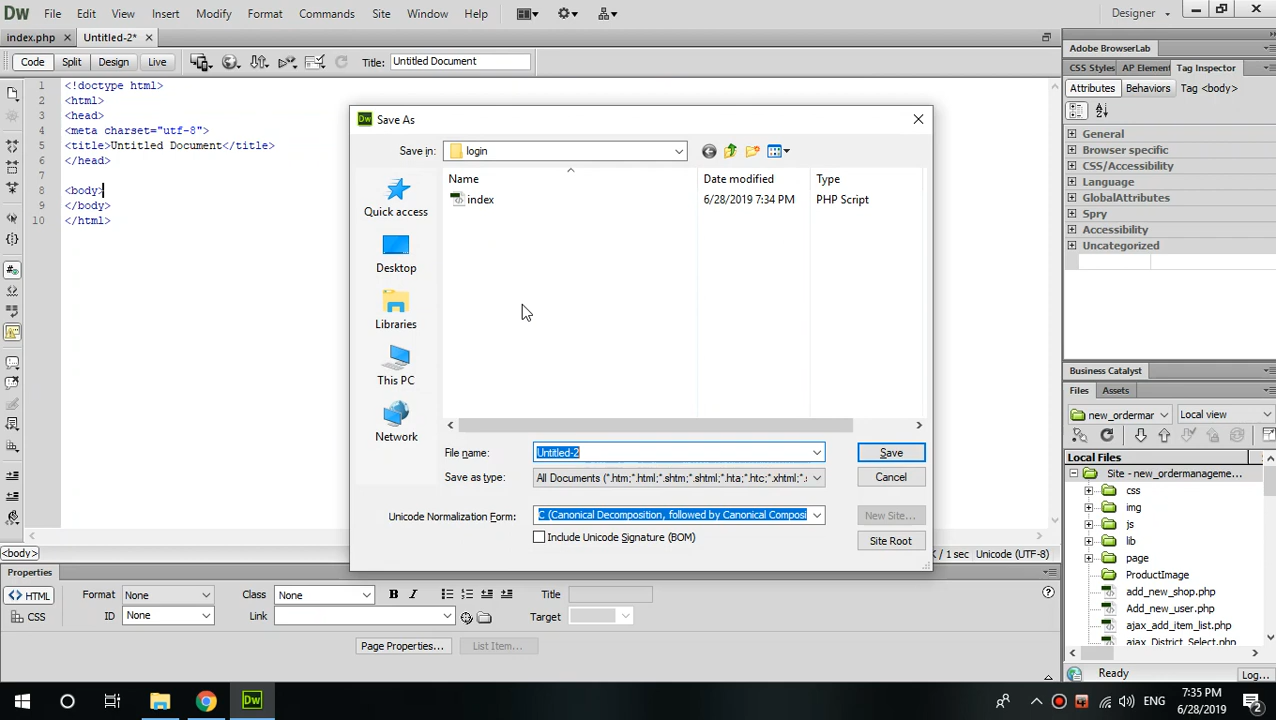 Dw File Edit View Insert Modify Format Commands Site Window Help Designer
index.php Untitled-2*
Code Split Design Live Title: Untitled Document
1 <!doctype html>
2 <html>
3 <head>
4 <meta charset="utf-8">
5 <title>Untitled Document</title>
6 </head>
7
8 <body>
9 </body>
10 </html>
Dw Save As
Save in: login
Name Date modified Type
index 6/28/2019 7:34 PM PHP Script
Quick access
Desktop
Libraries
This PC
Network
File name: Untitled-2 Save
Save as type: All Documents (*.htm;*.html;*.shtm;*.shtml;*.hta;*.htc;*.xhtml;*. Cancel
Unicode Normalization Form: C (Canonical Decomposition, followed by Canonical Composi New Site...
Include Unicode Signature (BOM) Site Root
Adobe BrowserLab
CSS Styles AP Elemen Tag Inspector
Attributes Behaviors Tag <body>
General
Browser specific
CSS/Accessibility
Language
GlobalAttributes
Spry
Accessibility
Uncategorized
Business Catalyst
Files Assets
new_ordermar Local view
Local Files
Site - new_ordermanageme...
css
img
js
lib
page
ProductImage
add_new_shop.php
Add_new_user.php
ajax_add_item_list.php
ajax_District_Select.php
Ready Log...
<body> K / 1 sec Unicode (UTF-8)
Properties
<> HTML Format None Class None B I Title
CSS ID None Link Target
Page Properties... List Item...
Dw ENG 7:35 PM
6/28/2019 2